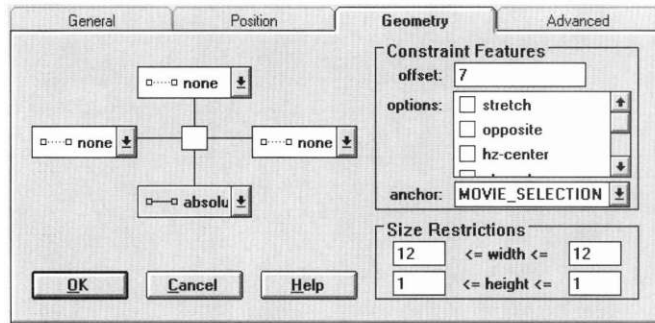 General Position Geometry Advanced
none
none none
absolu
OK Cancel Help
Constraint Features
offset: 7
options: stretch
opposite
hz-center
anchor: MOVIE_SELECTION
Size Restrictions
12 <= width <= 12
1 <= height <= 1